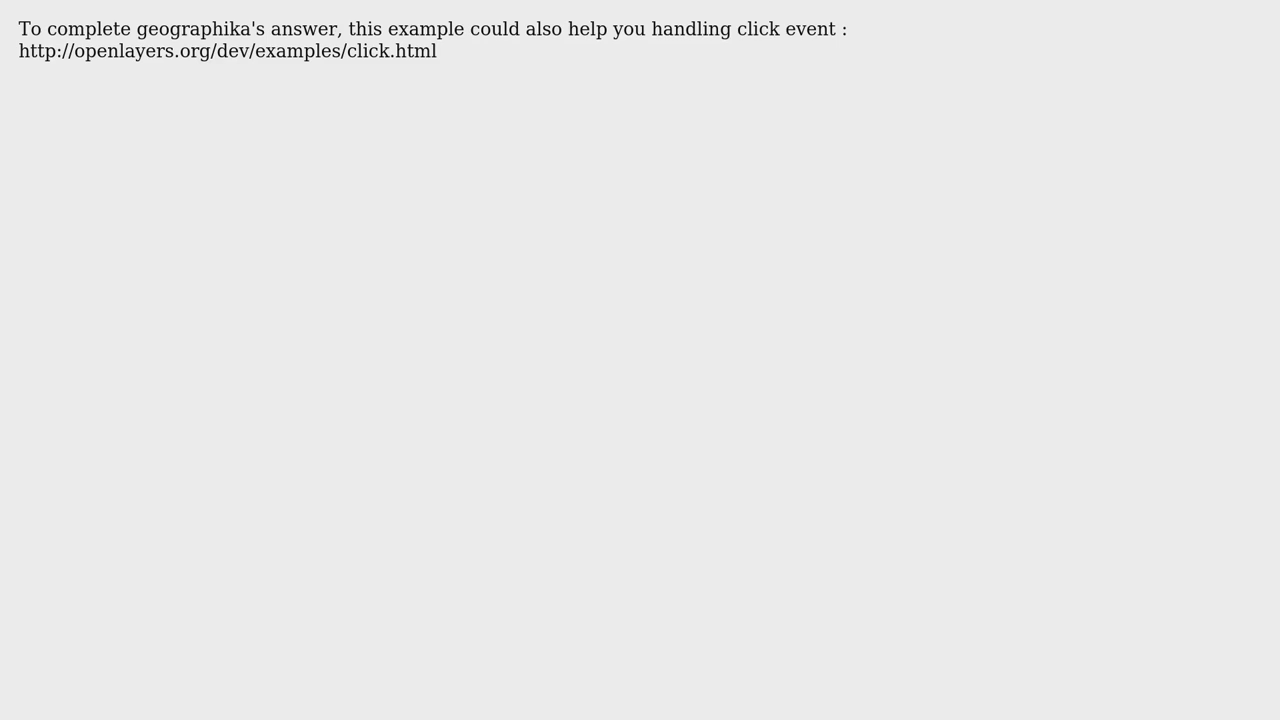 To complete geographika's answer, this example could also help you handling click event :
http://openlayers.org/dev/examples/click.html